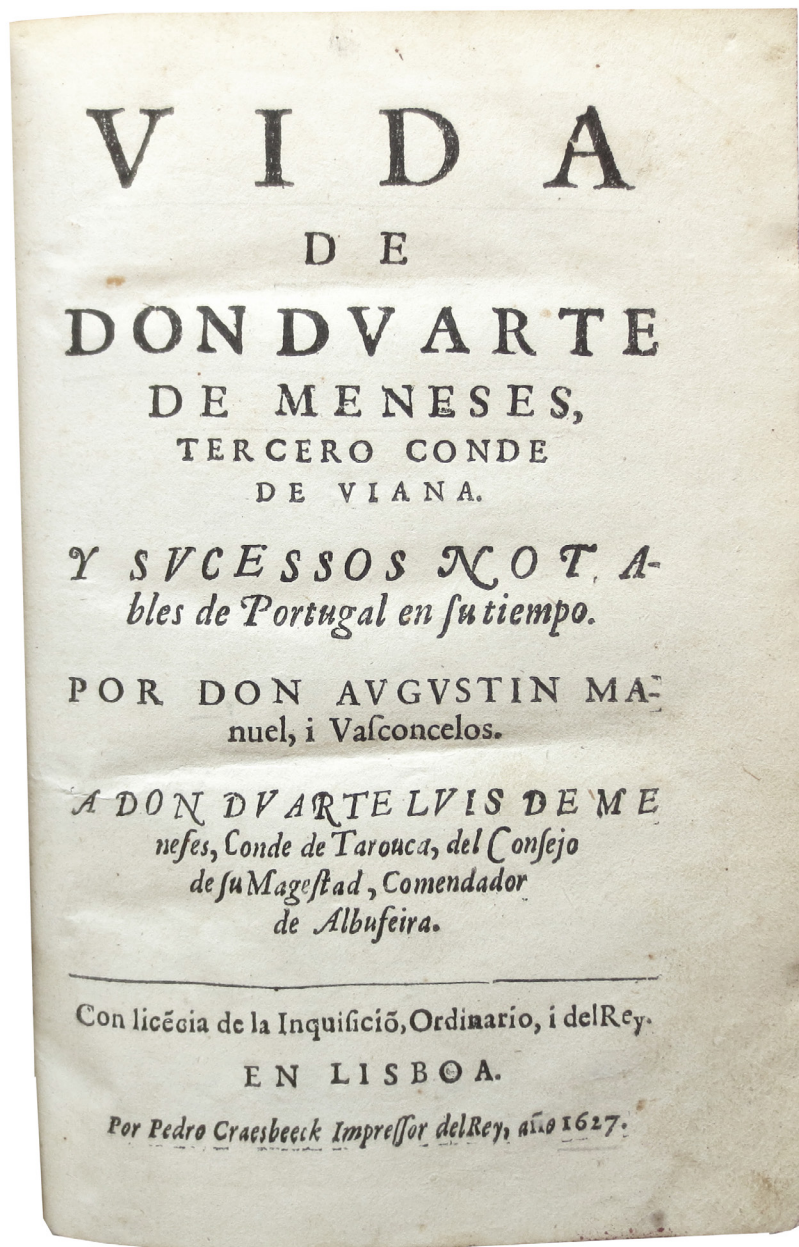 VIDA
DE
DON DVARTE
DE MENESES,
TERCERO CONDE
DE VIANA.
Y SVCESSOS NOTA-
bles de Portugal en ſu tiempo.
POR DON AVGVSTIN MA-
nuel, i Vaſconcelos.
A DON DVARTE LVIS DE ME
neſes, Conde de Tarouca, del Conſejo
de ſu Mageſtad, Comendador
de Albufeira.
Con licẽcia de la Inquiſiciõ, Ordinario, i del Rey.
EN LISBOA.
Por Pedro Craesbeeck Impreſſor del Rey, año 1627.